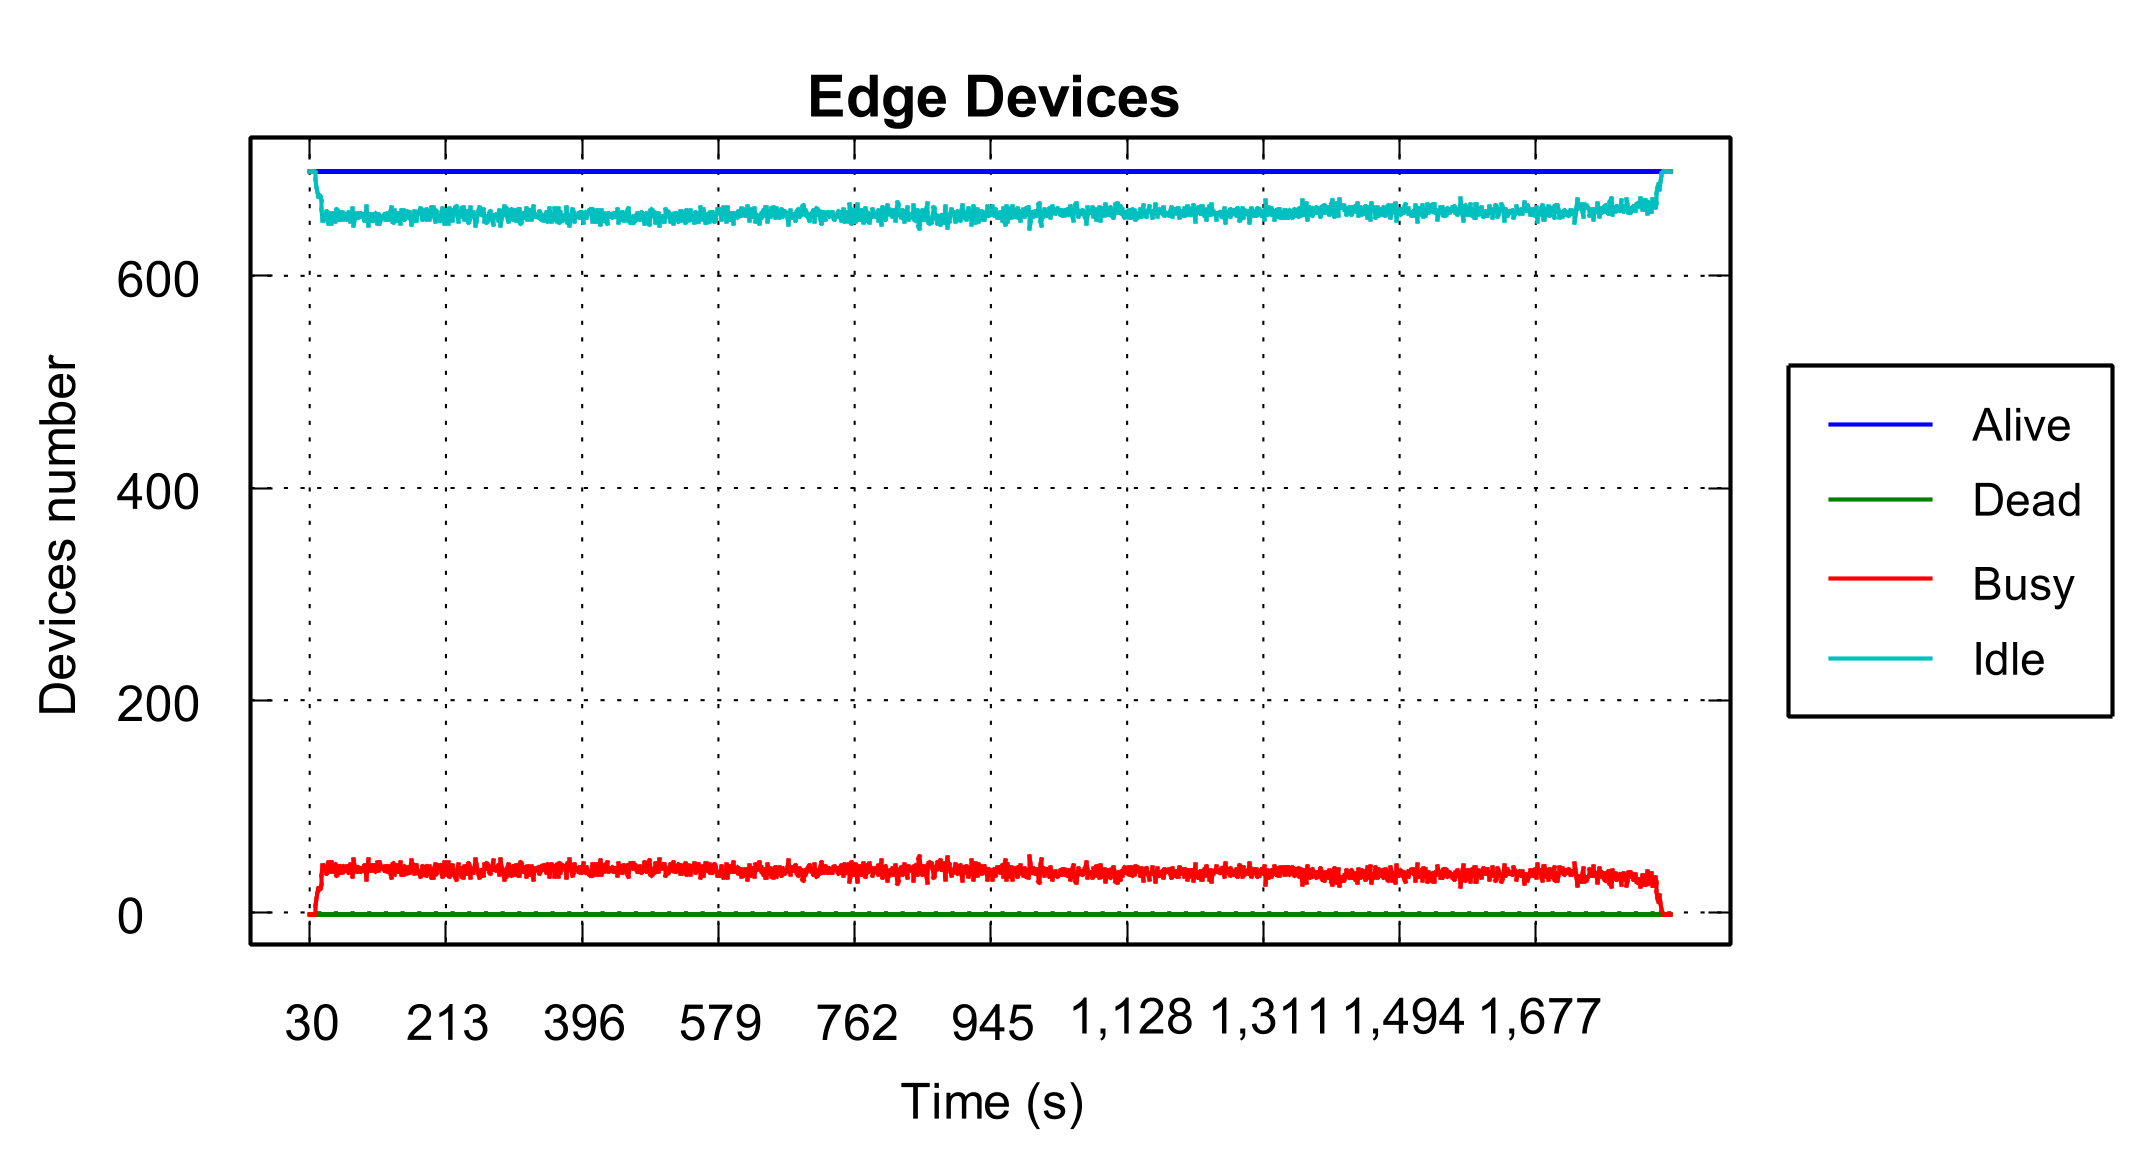 Edge Devices
Devices number
600
400
200
0
30 213 396 579 762 945 1,128 1,311 1,494 1,677
Time (s)
Alive
Dead
Busy
Idle